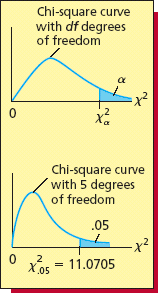 Chi-square curve
with df degrees
of freedom
α
χ²
0
χ²α
Chi-square curve
with 5 degrees
of freedom
.05
χ²
0
χ².05 = 11.0705